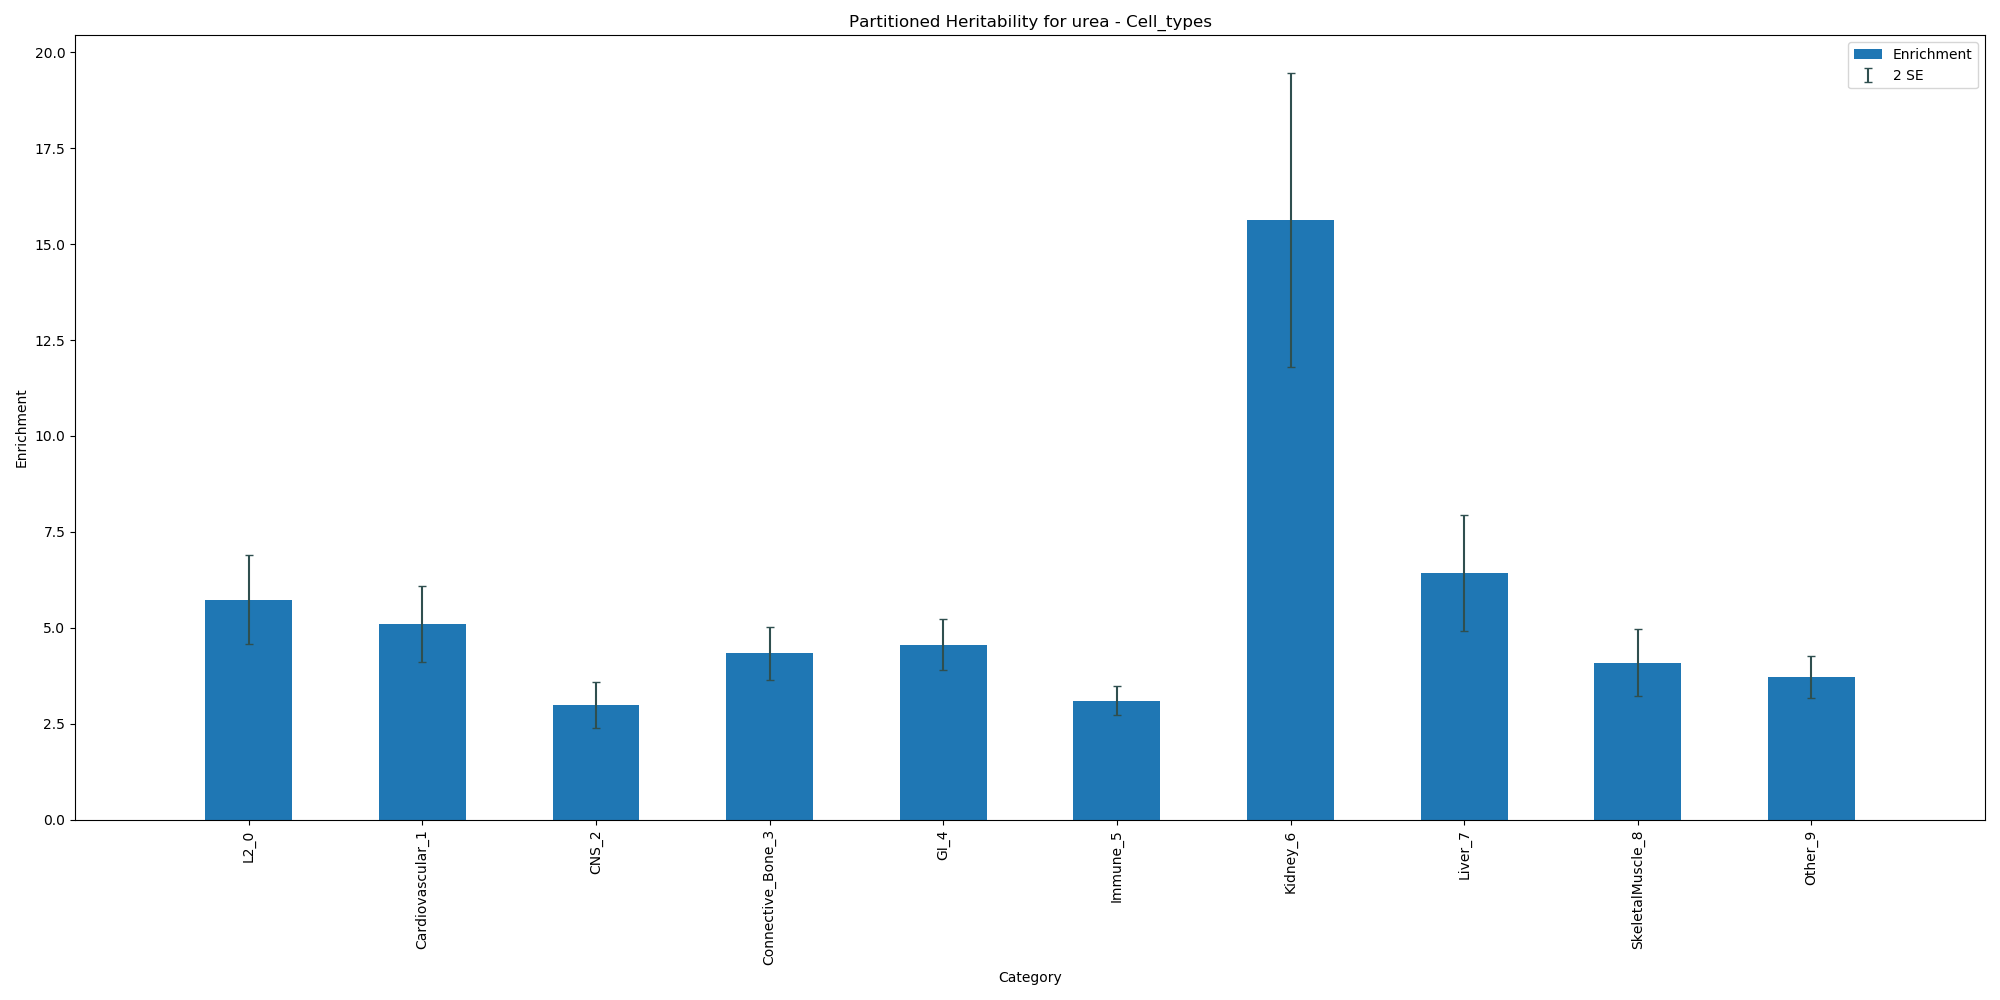 Partitioned Heritability for urea - Cell_types
Enrichment
2 SE
20.0
17.5
15.0
12.5
10.0
7.5
5.0
2.5
0.0
Enrichment
L2_0
Cardiovascular_1
CNS_2
Connective_Bone_3
GI_4
Immune_5
Kidney_6
Liver_7
SkeletalMuscle_8
Other_9
Category